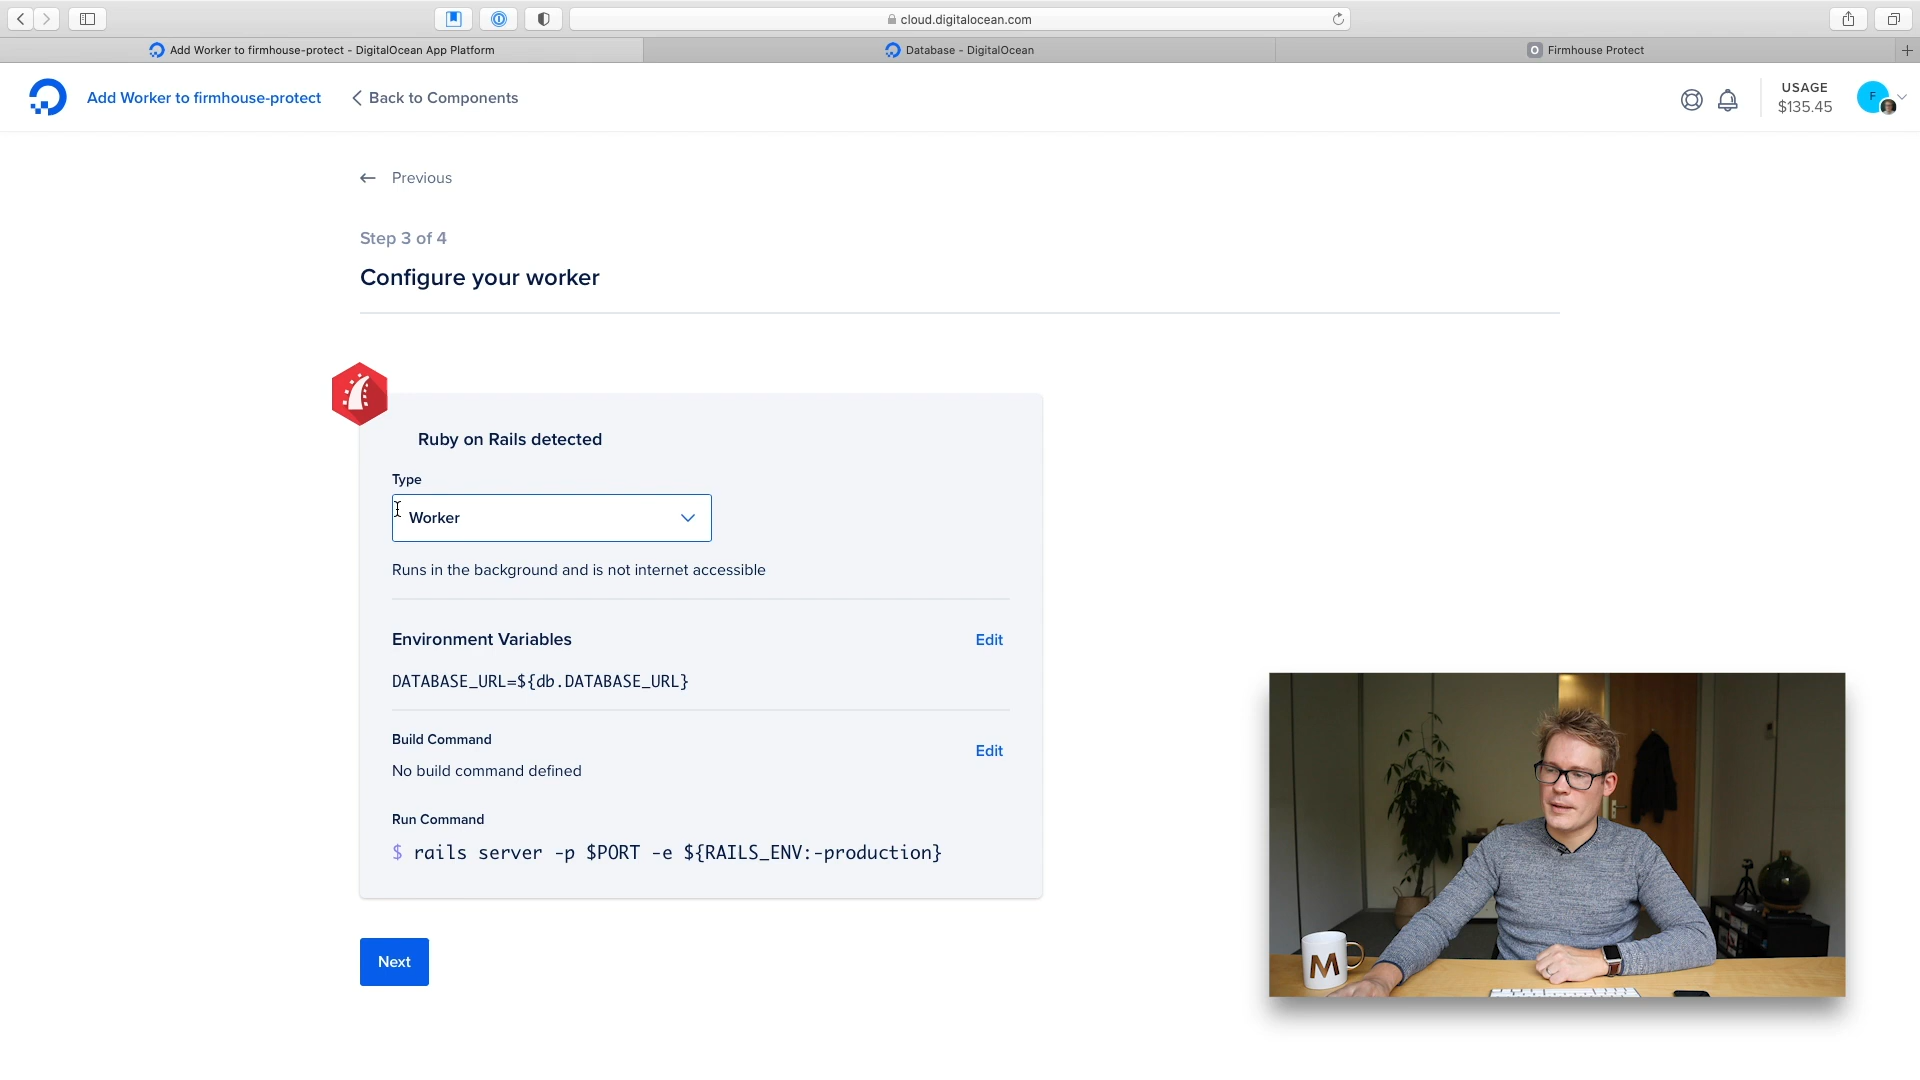 cloud.digitalocean.com
Add Worker to firmhouse-protect - DigitalOcean App Platform
Database - DigitalOcean
O Firmhouse Protect
Add Worker to firmhouse-protect
Back to Components
USAGE
$135.45
F
Previous
Step 3 of 4
Configure your worker
Ruby on Rails detected
Type
Worker
Runs in the background and is not internet accessible
Environment Variables
Edit
DATABASE_URL=${db.DATABASE_URL}
Build Command
Edit
No build command defined
Run Command
$ rails server -p $PORT -e ${RAILS_ENV:-production}
Next
M